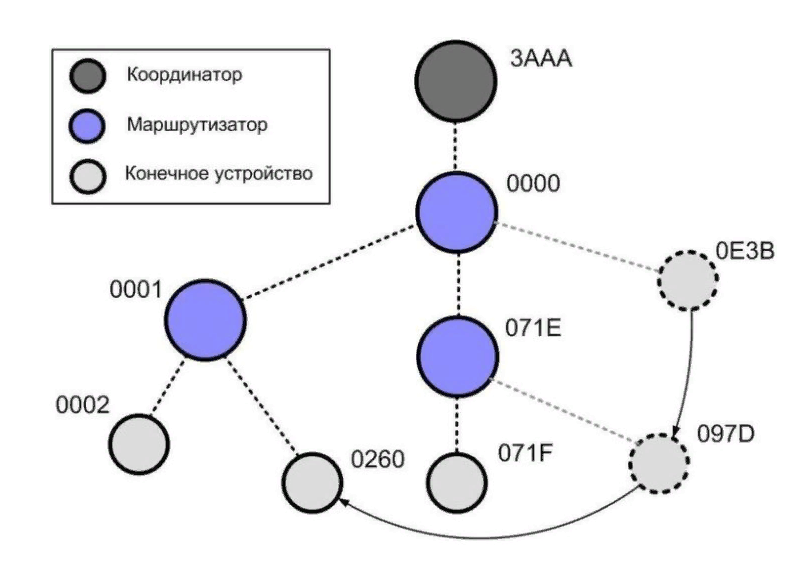 Координатор
Маршрутизатор
Конечное устройство
3AAA
0000
0E3B
0001
071E
0002
097D
0260
071F